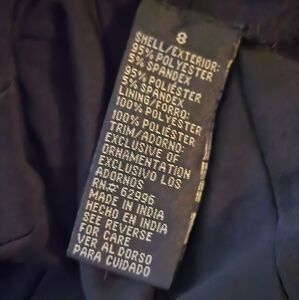 8
SHELL/EXTERIOR:
95% POLYESTER
5% SPANDEX
95% POLIÉSTER
5% SPANDEX
LINING/FORRO:
100% POLYESTER
100% POLIÉSTER
TRIM/ADORNO:
EXCLUSIVE OF
ORNAMENTATION
EXCLUSIVO LOS
ADORNOS
RN# 62996
MADE IN INDIA
HECHO EN INDIA
SEE REVERSE
FOR CARE
VER AL DORSO
PARA CUIDADO